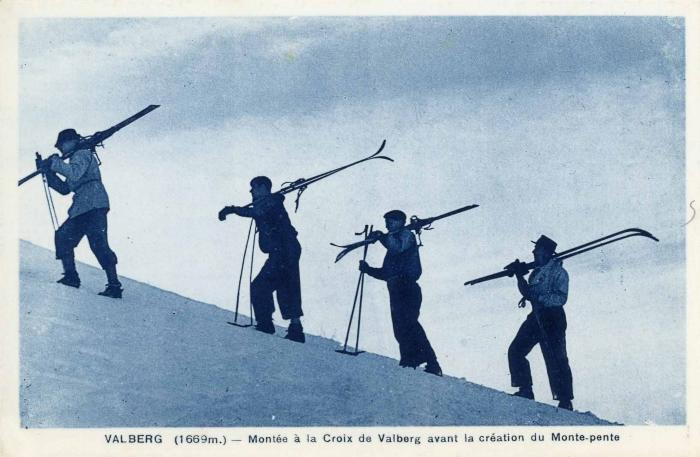 VALBERG (1669m.) — Montée à la Croix de Valberg avant la création du Monte-pente